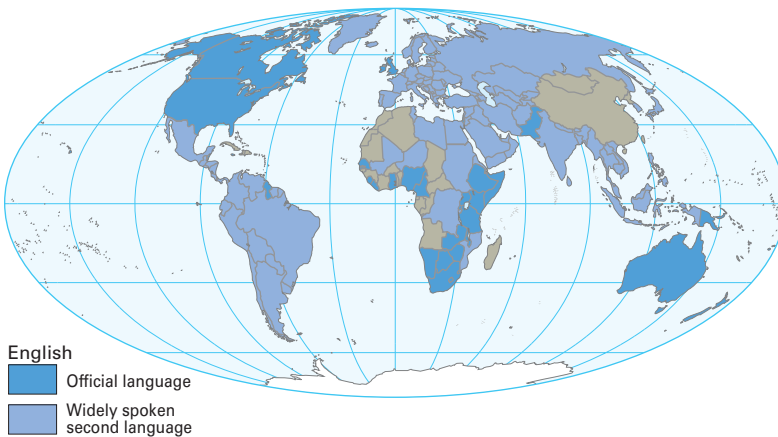 English
Official language
Widely spoken
second language